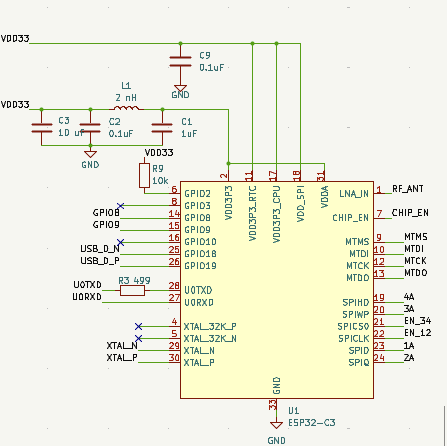 VDD33
C9
0.1uF
GND
VDD33
L1
2 nH
C3
10 uF
C2
0.1uF
C1
1uF
GND
VDD33
R9
10k
2
VDD3P3
11
VDD3P3_RTC
17
VDD3P3_CPU
18
VDD_SPI
31
VDDA
6 GPIO2
8 GPIO3
GPIO8 14 GPIO8
GPIO9 15 GPIO9
16 GPIO10
USB_D_N 25 GPIO18
USB_D_P 26 GPIO19
U0TXD R3 499 28 U0TXD
U0RXD 27 U0RXD
4 XTAL_32K_P
5 XTAL_32K_N
XTAL_N 29 XTAL_N
XTAL_P 30 XTAL_P
LNA_IN 1 RF_ANT
CHIP_EN 7 CHIP_EN
MTMS 9 MTMS
MTDI 10 MTDI
MTCK 12 MTCK
MTDO 13 MTDO
SPIHD 19 4A
SPIWP 20 3A
SPICS0 21 EN_34
SPICLK 22 EN_12
SPID 23 1A
SPIQ 24 2A
GND
33
U1
ESP32-C3
GND